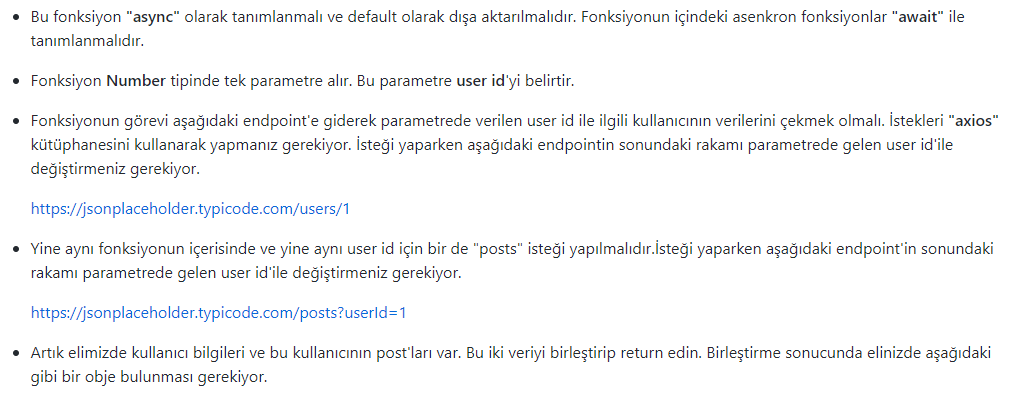 Bu fonksiyon "async" olarak tanımlanmalı ve default olarak dışa aktarılmalıdır. Fonksiyonun içindeki asenkron fonksiyonlar "await" ile
tanımlanmalıdır.
Fonksiyon Number tipinde tek parametre alır. Bu parametre user id'yi belirtir.
Fonksiyonun görevi aşağıdaki endpoint'e giderek parametrede verilen user id ile ilgili kullanıcının verilerini çekmek olmalı. İstekleri "axios"
kütüphanesini kullanarak yapmanız gerekiyor. İsteği yaparken aşağıdaki endpointin sonundaki rakamı parametrede gelen user id'ile
değiştirmeniz gerekiyor.
https://jsonplaceholder.typicode.com/users/1
Yine aynı fonksiyonun içerisinde ve yine aynı user id için bir de "posts" isteği yapılmalıdır.İsteği yaparken aşağıdaki endpoint'in sonundaki
rakamı parametrede gelen user id'ile değiştirmeniz gerekiyor.
https://jsonplaceholder.typicode.com/posts?userId=1
Artık elimizde kullanıcı bilgileri ve bu kullanıcının post'ları var. Bu iki veriyi birleştirip return edin. Birleştirme sonucunda elinizde aşağıdaki
gibi bir obje bulunması gerekiyor.